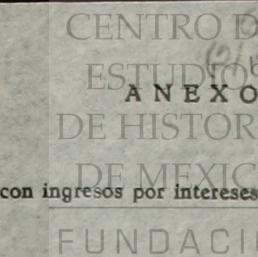 CENTRO D
ESTUDIOS
ANEXO
DE HISTOR
DE MEXIC
con ingresos por intereses
FUNDACI